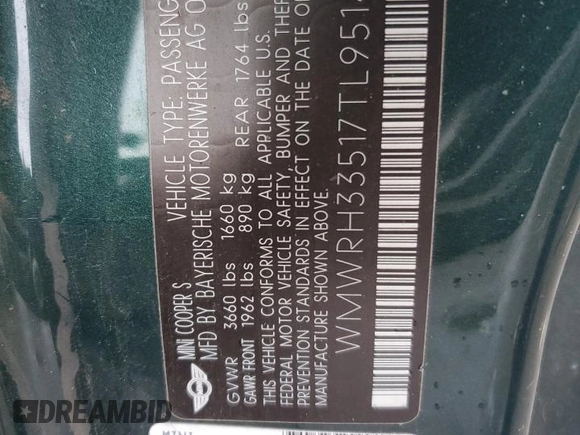 MINI COOPER S
VEHICLE TYPE: PASSENG
MFD BY BAYERISCHE MOTORENWERKE AG
GVWR 3660 lbs 1660 kg
GAWR FRONT 1962 lbs 890 kg REAR 1764 lbs
THIS VEHICLE CONFORMS TO ALL APPLICABLE U.S.
FEDERAL MOTOR VEHICLE SAFETY, BUMPER AND THEF
PREVENTION STANDARDS IN EFFECT ON THE DATE O
MANUFACTURE SHOWN ABOVE.
WMWRH33517TL951
DREAMBID